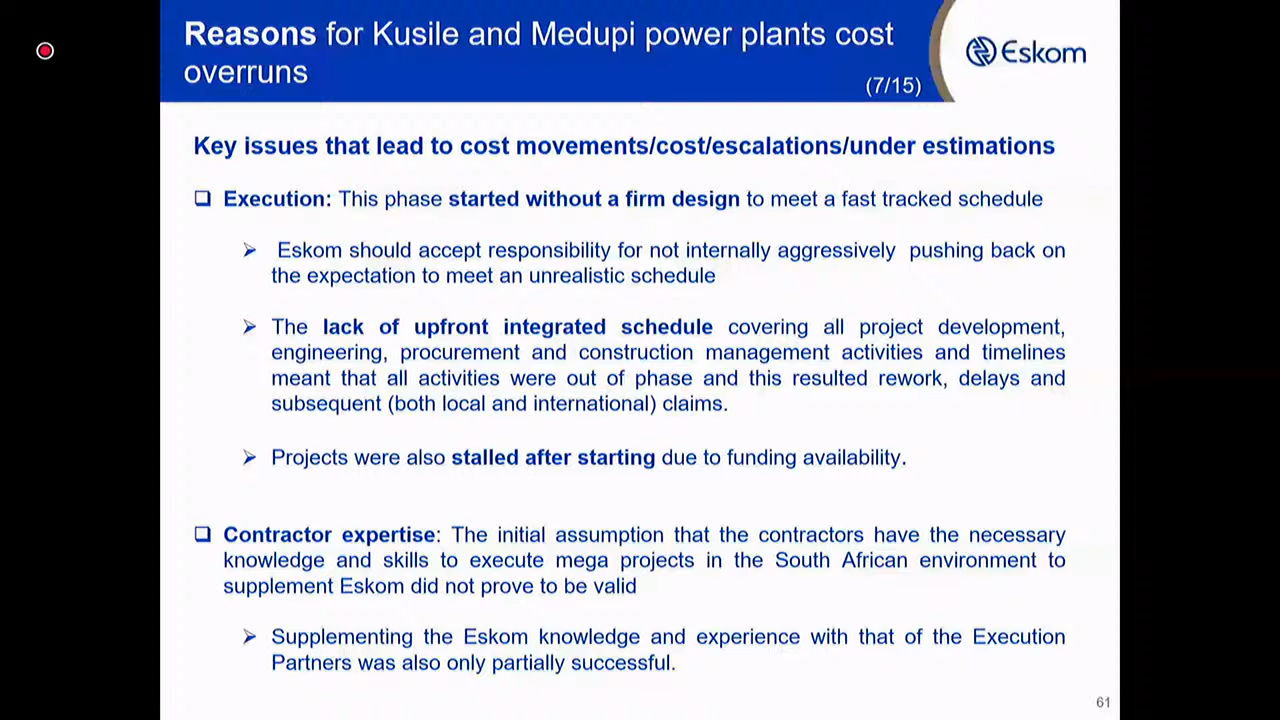 Reasons for Kusile and Medupi power plants cost
overruns
(7/15)
Eskom
Key issues that lead to cost movements/cost/escalations/under estimations
Execution: This phase started without a firm design to meet a fast tracked schedule
Eskom should accept responsibility for not internally aggressively pushing back on
the expectation to meet an unrealistic schedule
The lack of upfront integrated schedule covering all project development,
engineering, procurement and construction management activities and timelines
meant that all activities were out of phase and this resulted rework, delays and
subsequent (both local and international) claims.
Projects were also stalled after starting due to funding availability.
Contractor expertise: The initial assumption that the contractors have the necessary
knowledge and skills to execute mega projects in the South African environment to
supplement Eskom did not prove to be valid
Supplementing the Eskom knowledge and experience with that of the Execution
Partners was also only partially successful.
61